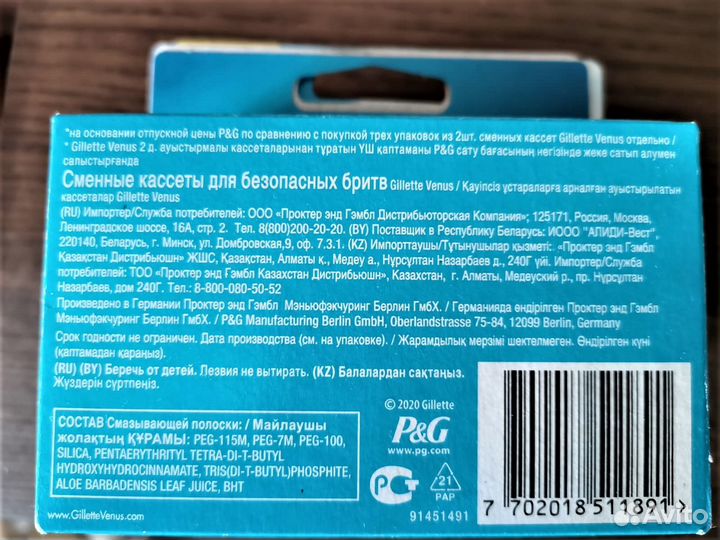 *на основании отпускной цены P&G по сравнению с покупкой трех упаковок из 2шт. сменных кассет Gillette Venus отдельно /
* Gillette Venus 2 д. ауыстырмалы кассеталаранан тұратын ҮШ қаптаманы P&G сату бағасының негізінде жеке сатып алумен
салыстырғанда
Сменные кассеты для безопасных бритв Gillette Venus / Қауіпсіз ұстараларға арналған ауыстырылатын
кассеталар Gillette Venus
(RU) Импортер/Служба потребителей: ООО «Проктер энд Гэмбл Дистрибьюторская Компания»; 125171, Россия, Москва,
Ленинградское шоссе, 16А, стр. 2. Тел. 8(800)200-20-20. (BY) Поставщик в Республику Беларусь: ИООО "АЛИДИ-Вест",
220140, Беларусь, г. Минск, ул. Домбровская,9, оф. 7.3.1. (KZ) Импорттаушы/Тұтынушылар қызметі: «Проктер энд Гэмбл
Қазақстан Дистрибьюшн» ЖШС, Қазақстан, Алматы қ., Медеу а., Нұрсұлтан Назарбаев д., 240Г үйі. Импортер/Служба
потребителей: ТОО «Проктер энд Гэмбл Казахстан Дистрибьюшн», Казахстан, г. Алматы, Медеуский р., пр. Нұрсұлтан
Назарбаев, дом 240Г. Тел.: 8-800-080-50-52
Произведено в Германии Проктер энд Гэмбл Мэньюфэкчуринг Берлин ГмбХ. / Германияда өндірілген Проктер энд Гэмбл
Мэньюфэкчуринг Берлин ГмбХ. / P&G Manufacturing Berlin GmbH, Oberlandstrasse 75-84, 12099 Berlin, Germany
Срок годности не ограничен. Дата производства (см. на упаковке). / Жарамдылық мерзімі шектелмеген. Өндірілген күні
(қаптамадан қараңыз).
(RU) (BY) Беречь от детей. Лезвия не вытирать. (KZ) Балалардан сақтаңыз.
Жүздерін сүртпеңіз.
СОСТАВ Смазывающей полоски: / Майлаушы
жолақтың ҚҰРАМЫ: PEG-115M, PEG-7M, PEG-100,
SILICA, PENTAERYTHRITYL TETRA-DI-T-BUTYL
HYDROXYHYDROCINNAMATE, TRIS(DI-T-BUTYL)PHOSPHITE,
ALOE BARBADENSIS LEAF JUICE, BHT
www.GilletteVenus.com
© 2020 Gillette
P&G
www.pg.com
РСТ
21
PAP
91451491
7 702018 511891 >
Avito